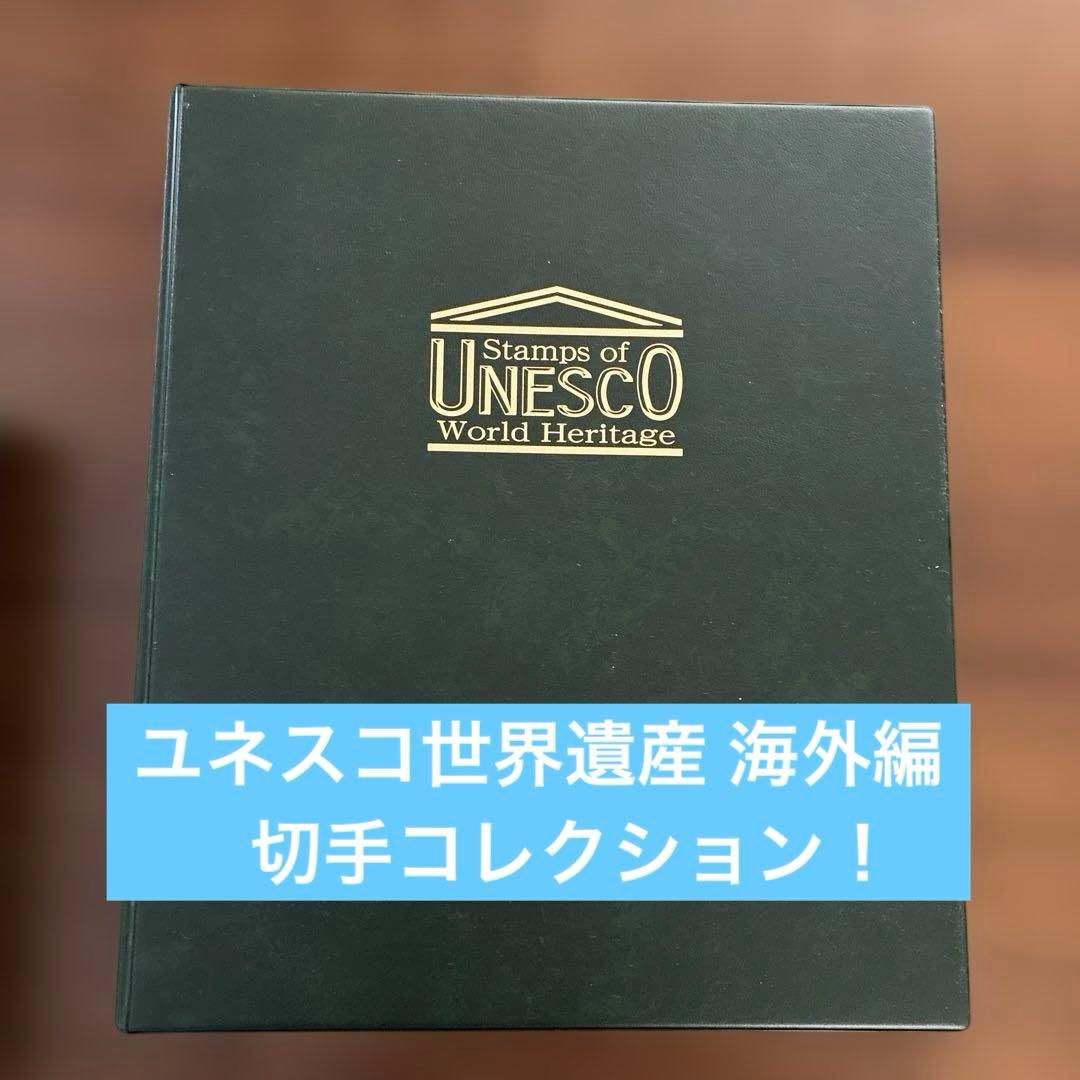 Stamps of
UNESCO
World Heritage
ユネスコ世界遺産 海外編
切手コレクション！